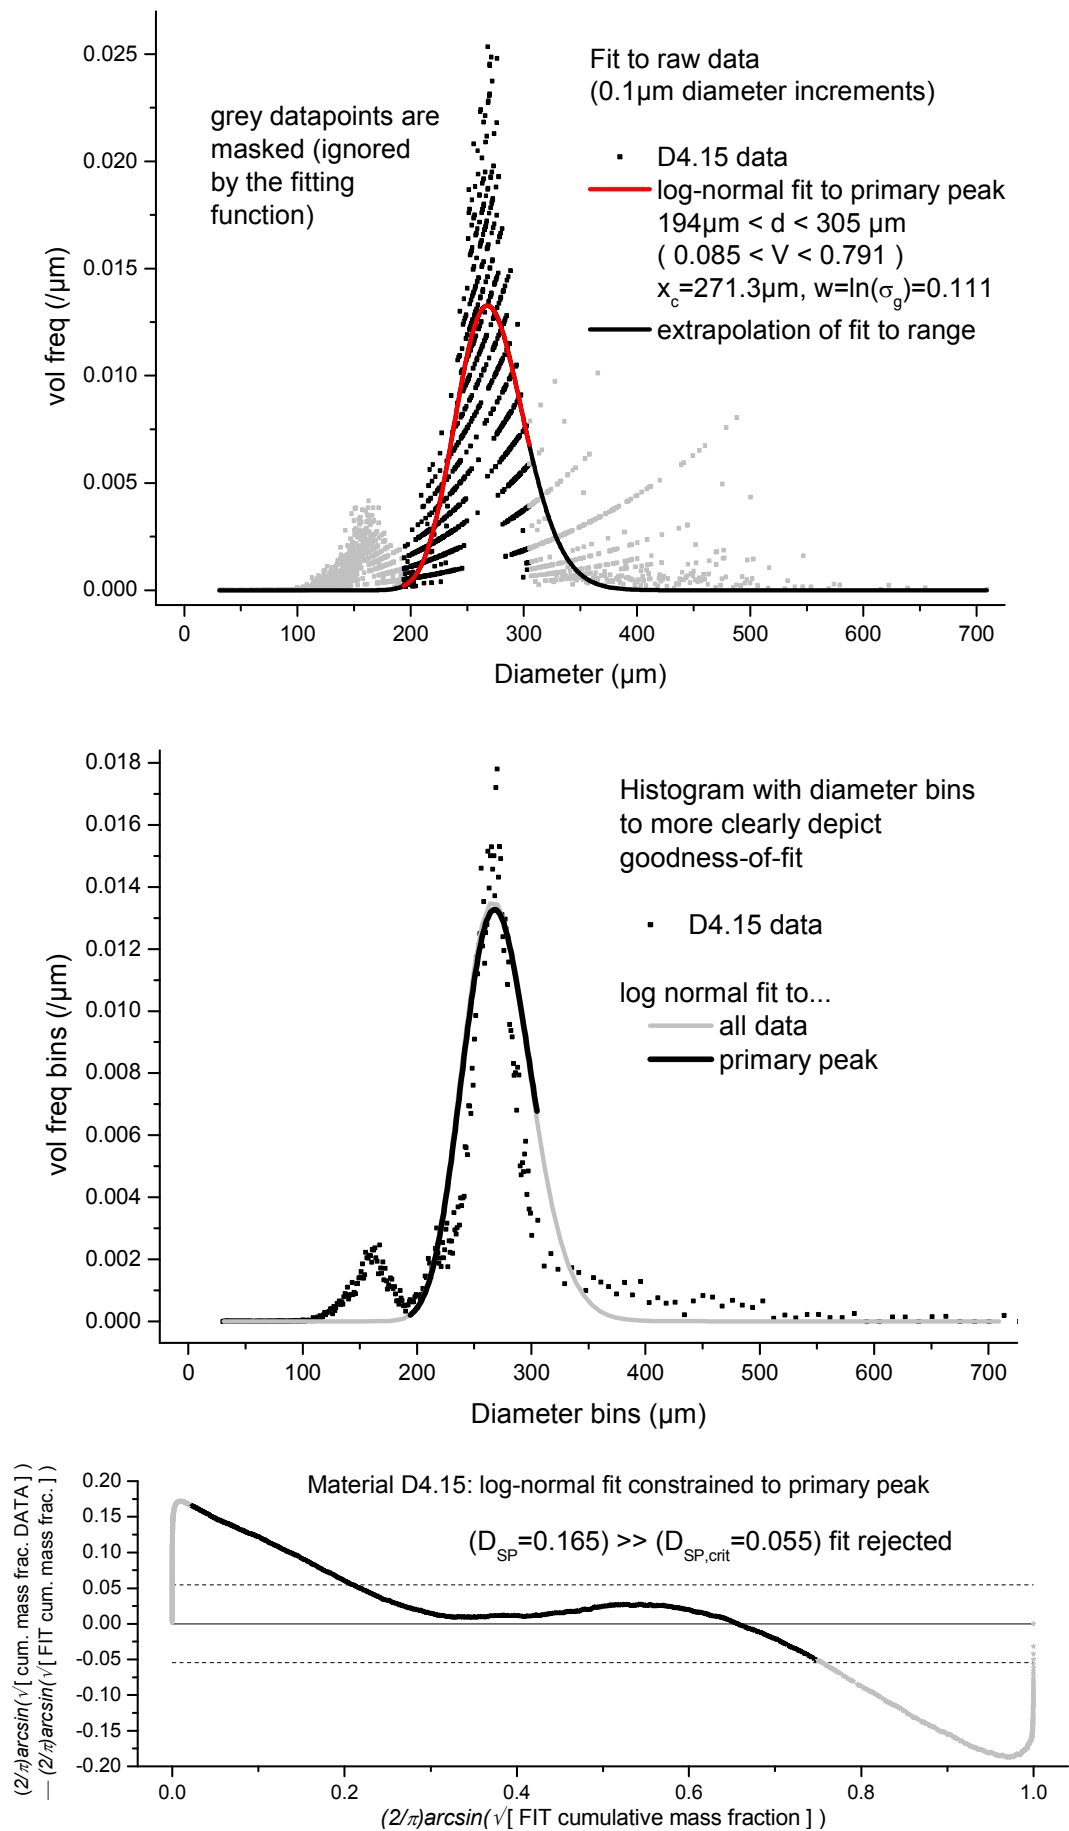 0.025
0.020
0.015
0.010
0.005
0.000
vol freq (/µm)
grey datapoints are
masked (ignored
by the fitting
function)
Fit to raw data
(0.1µm diameter increments)
D4.15 data
log-normal fit to primary peak
194µm < d < 305 µm
( 0.085 < V < 0.791 )
x_c=271.3µm, w=ln(σ_g)=0.111
extrapolation of fit to range
0 100 200 300 400 500 600 700
Diameter (µm)
0.018
0.016
0.014
0.012
0.010
0.008
0.006
0.004
0.002
0.000
vol freq bins (/µm)
Histogram with diameter bins
to more clearly depict
goodness-of-fit
D4.15 data
log normal fit to...
all data
primary peak
0 100 200 300 400 500 600 700
Diameter bins (µm)
(2/π)arcsin(√[ cum. mass frac. DATA ] )
— (2/π)arcsin(√[ FIT cum. mass frac. ] )
0.20
0.15
0.10
0.05
0.00
-0.05
-0.10
-0.15
-0.20
Material D4.15: log-normal fit constrained to primary peak
(D_SP=0.165) >> (D_SP,crit=0.055) fit rejected
0.0 0.2 0.4 0.6 0.8 1.0
(2/π)arcsin(√[ FIT cumulative mass fraction ] )